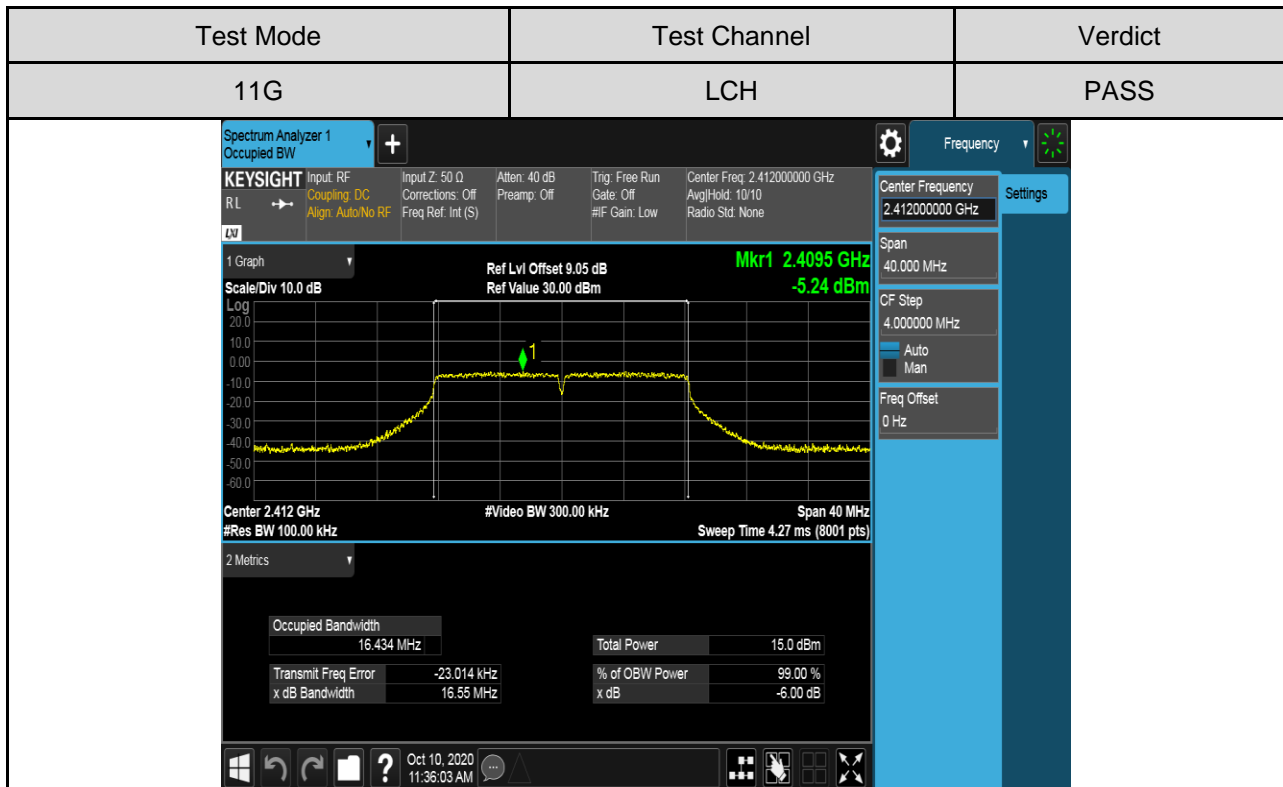 Test Mode Test Channel Verdict
11G LCH PASS
Spectrum Analyzer 1
Occupied BW
+
Frequency
KEYSIGHT Input: RF Input Z: 50 Ω Atten: 40 dB Trig: Free Run Center Freq: 2.412000000 GHz
RL Coupling: DC Corrections: Off Preamp: Off Gate: Off Avg|Hold: 10/10
Align: Auto/No RF Freq Ref: Int (S) #IF Gain: Low Radio Std: None
LXI
Center Frequency
2.412000000 GHz
Settings
Span
40.000 MHz
CF Step
4.000000 MHz
Auto
Man
Freq Offset
0 Hz
1 Graph
Ref Lvl Offset 9.05 dB
Mkr1 2.4095 GHz
Scale/Div 10.0 dB
Ref Value 30.00 dBm
-5.24 dBm
Log
20.0
10.0
0.00
-10.0
-20.0
-30.0
-40.0
-50.0
-60.0
1
Center 2.412 GHz #Video BW 300.00 kHz Span 40 MHz
#Res BW 100.00 kHz Sweep Time 4.27 ms (8001 pts)
2 Metrics
Occupied Bandwidth
16.434 MHz
Total Power 15.0 dBm
Transmit Freq Error -23.014 kHz % of OBW Power 99.00 %
x dB Bandwidth 16.55 MHz x dB -6.00 dB
?
Oct 10, 2020
11:36:03 AM